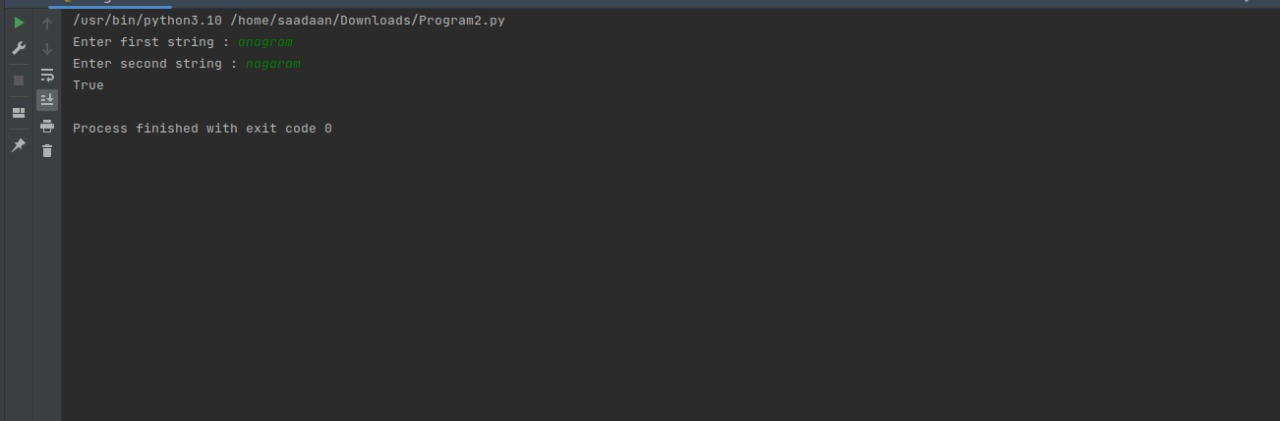 /usr/bin/python3.10 /home/saadaan/Downloads/Program2.py
Enter first string : anagram
Enter second string : nagaram
True
Process finished with exit code 0